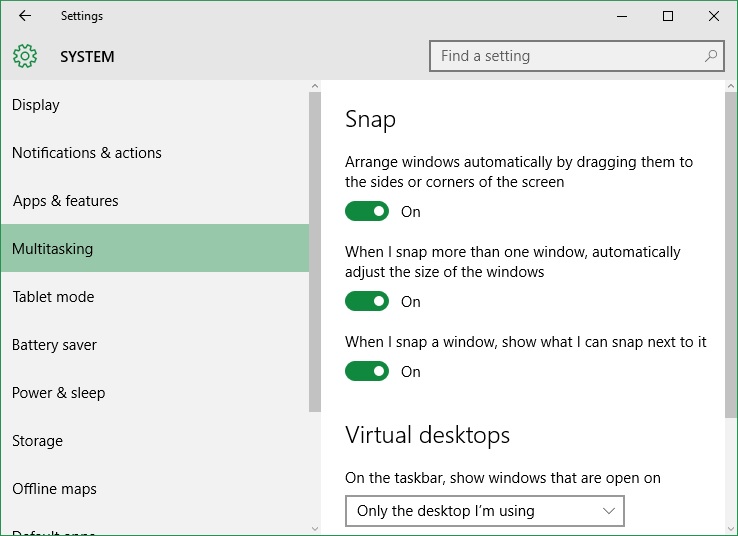 Settings
SYSTEM
Find a setting
Display
Notifications & actions
Apps & features
Multitasking
Tablet mode
Battery saver
Power & sleep
Storage
Offline maps
Default apps
Snap
Arrange windows automatically by dragging them to
the sides or corners of the screen
On
When I snap more than one window, automatically
adjust the size of the windows
On
When I snap a window, show what I can snap next to it
On
Virtual desktops
On the taskbar, show windows that are open on
Only the desktop I'm using